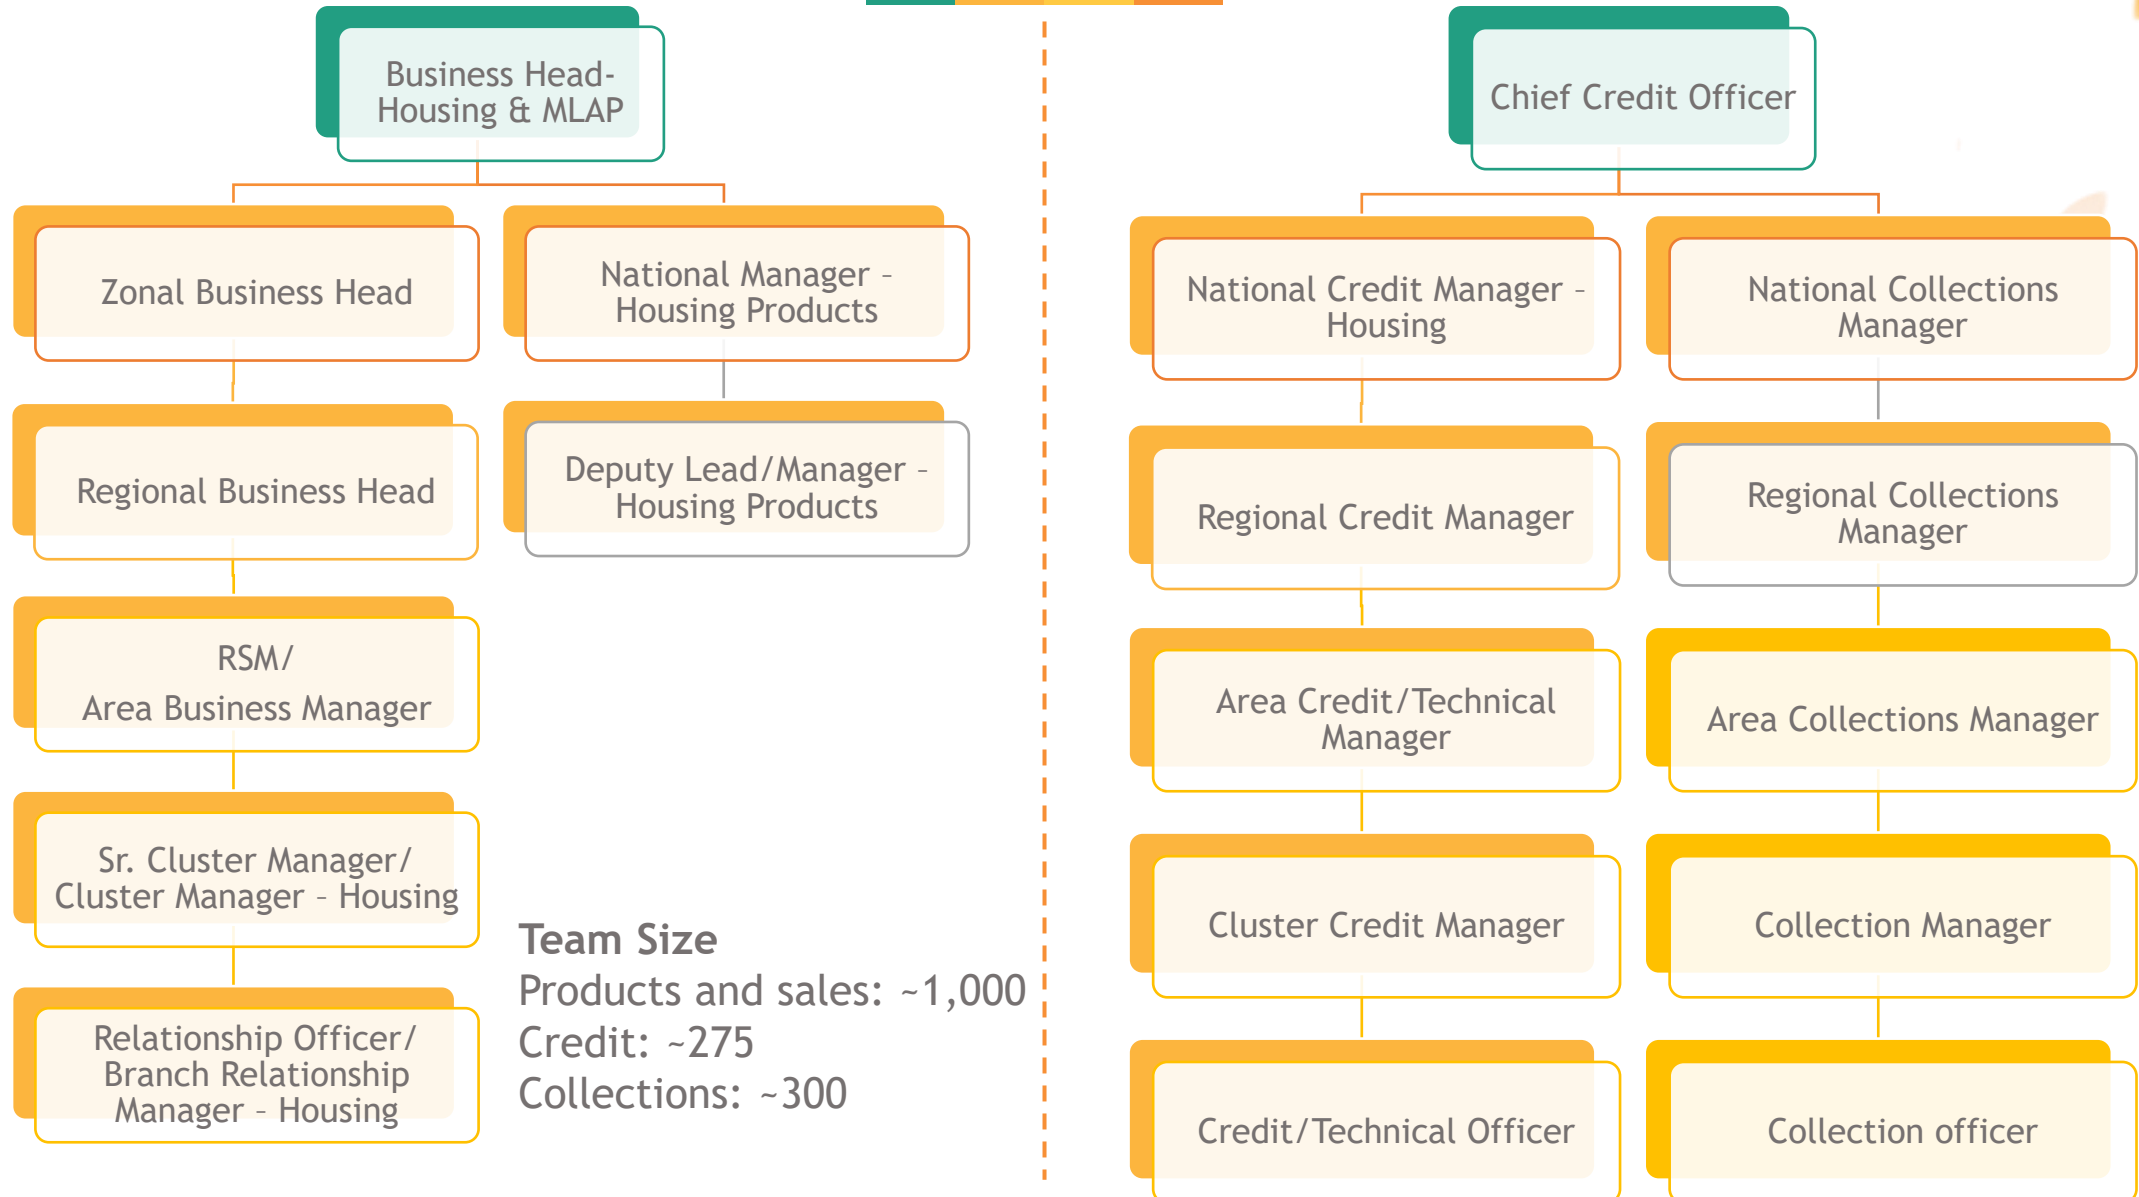 Business Head-
Housing & MLAP
Zonal Business Head
National Manager –
Housing Products
Regional Business Head
Deputy Lead/Manager –
Housing Products
RSM/
Area Business Manager
Sr. Cluster Manager/
Cluster Manager – Housing
Relationship Officer/
Branch Relationship
Manager – Housing
Team Size
Products and sales: ~1,000
Credit: ~275
Collections: ~300
Chief Credit Officer
National Credit Manager –
Housing
National Collections
Manager
Regional Credit Manager
Regional Collections
Manager
Area Credit/Technical
Manager
Area Collections Manager
Cluster Credit Manager
Collection Manager
Credit/Technical Officer
Collection officer